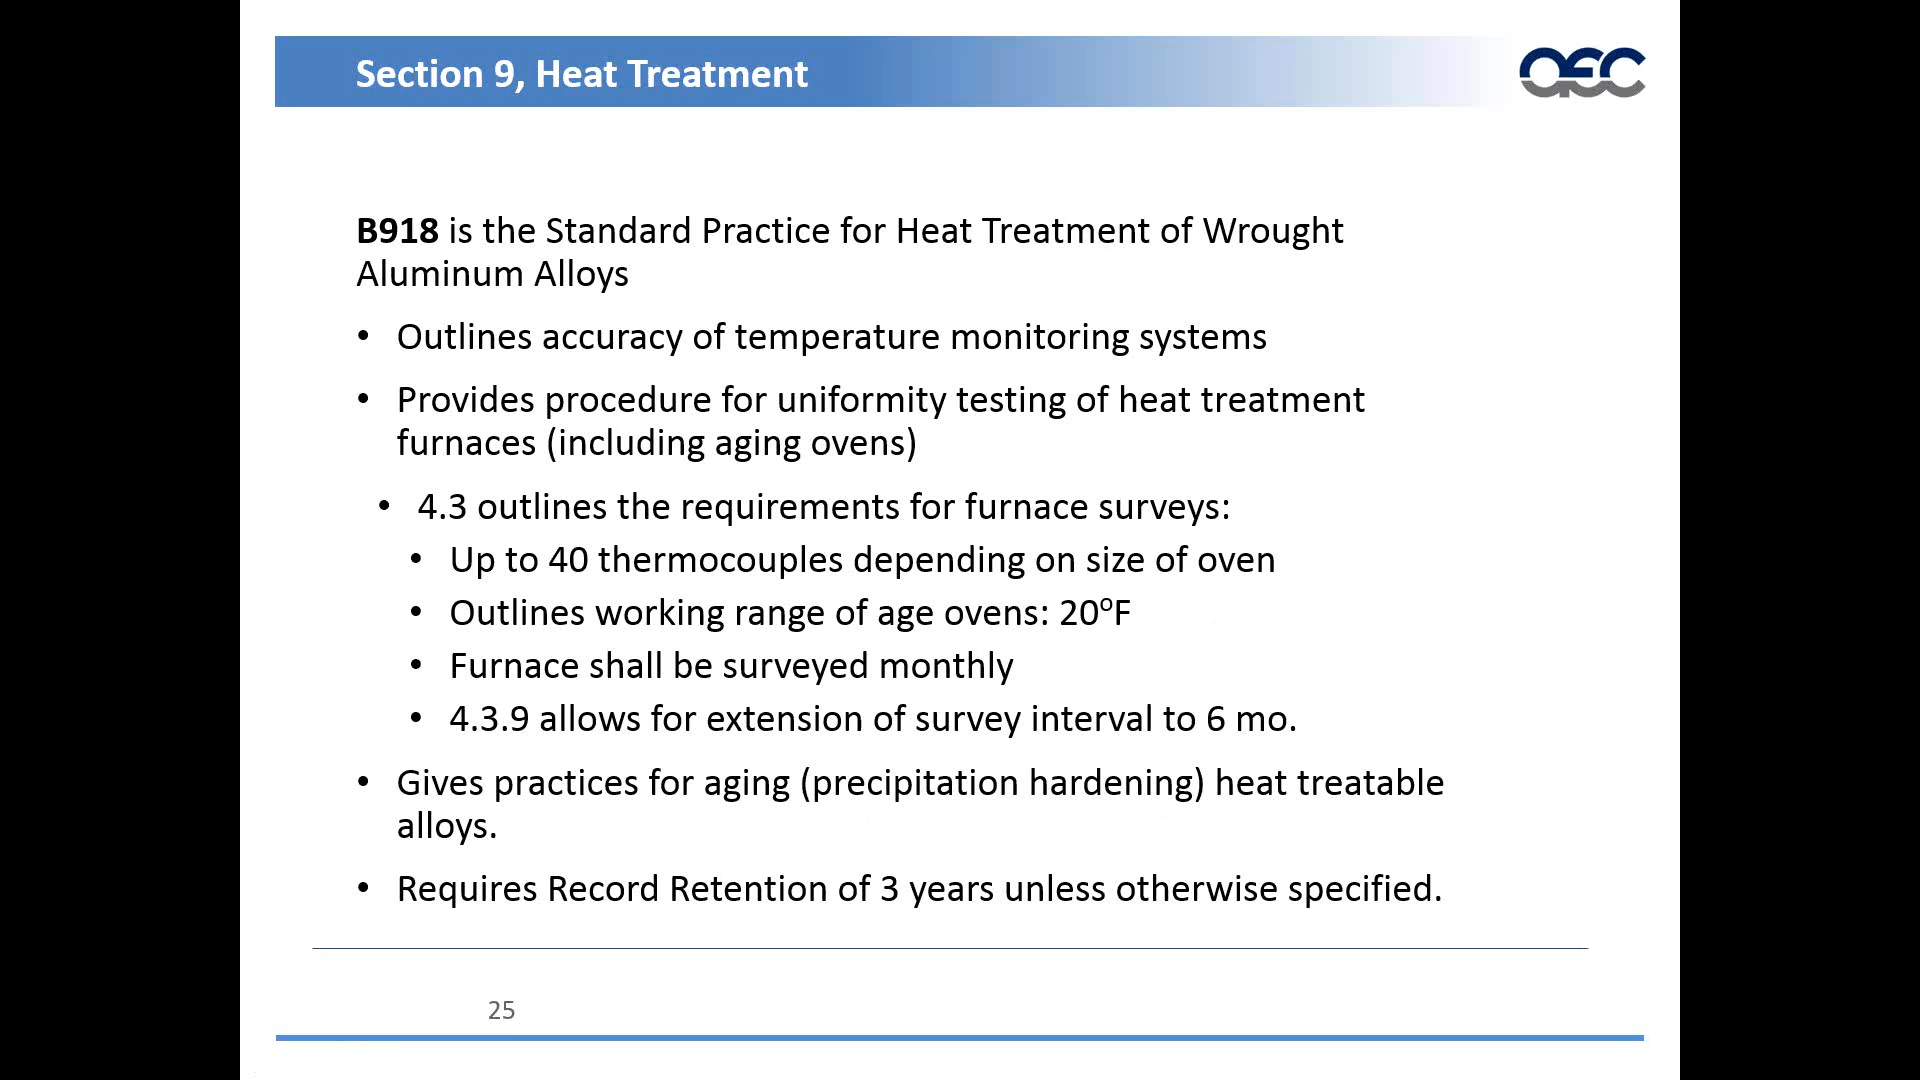 Section 9, Heat Treatment
AEC
B918 is the Standard Practice for Heat Treatment of Wrought
Aluminum Alloys
• Outlines accuracy of temperature monitoring systems
• Provides procedure for uniformity testing of heat treatment
furnaces (including aging ovens)
• 4.3 outlines the requirements for furnace surveys:
• Up to 40 thermocouples depending on size of oven
• Outlines working range of age ovens: 20ºF
• Furnace shall be surveyed monthly
• 4.3.9 allows for extension of survey interval to 6 mo.
• Gives practices for aging (precipitation hardening) heat treatable
alloys.
• Requires Record Retention of 3 years unless otherwise specified.
25